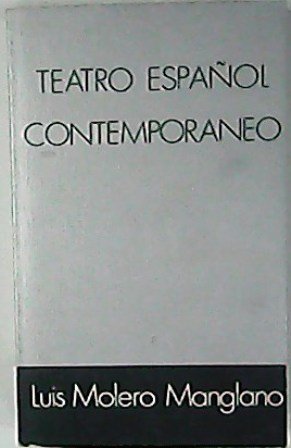 TEATRO ESPAÑOL
CONTEMPORANEO
Luis Molero Manglano